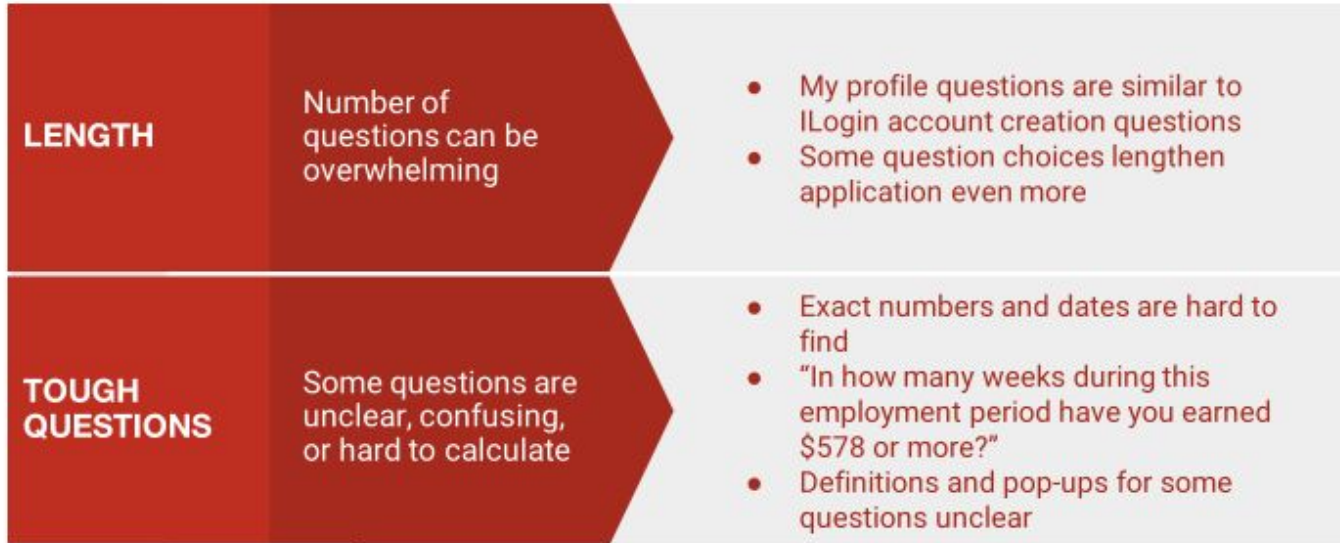 LENGTH
Number of
questions can be
overwhelming
● My profile questions are similar to
ILogin account creation questions
● Some question choices lengthen
application even more
TOUGH
QUESTIONS
Some questions are
unclear, confusing,
or hard to calculate
● Exact numbers and dates are hard to
find
● “In how many weeks during this
employment period have you earned
$578 or more?”
● Definitions and pop-ups for some
questions unclear